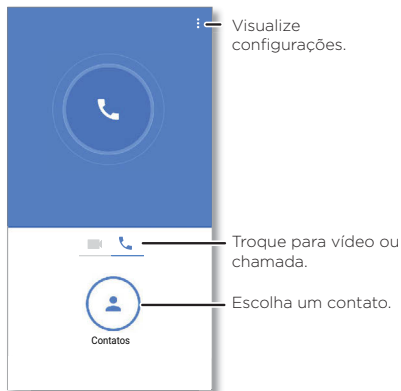 Visualize
configurações.
Troque para vídeo ou
chamada.
Escolha um contato.
Contatos